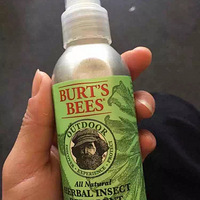 BURT'S
BEES
OUTDOOR
All Natural
HERBAL INSECT